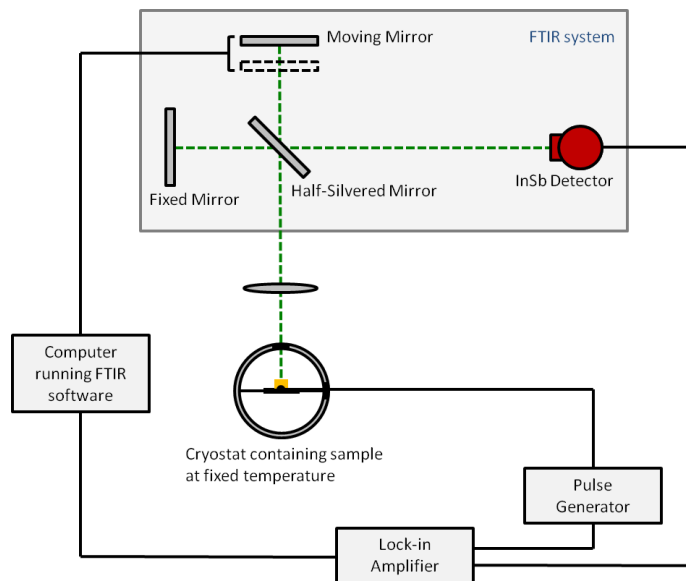 Moving Mirror
FTIR system
Fixed Mirror
Half-Silvered Mirror
InSb Detector
Computer
running FTIR
software
Cryostat containing sample
at fixed temperature
Pulse
Generator
Lock-in
Amplifier